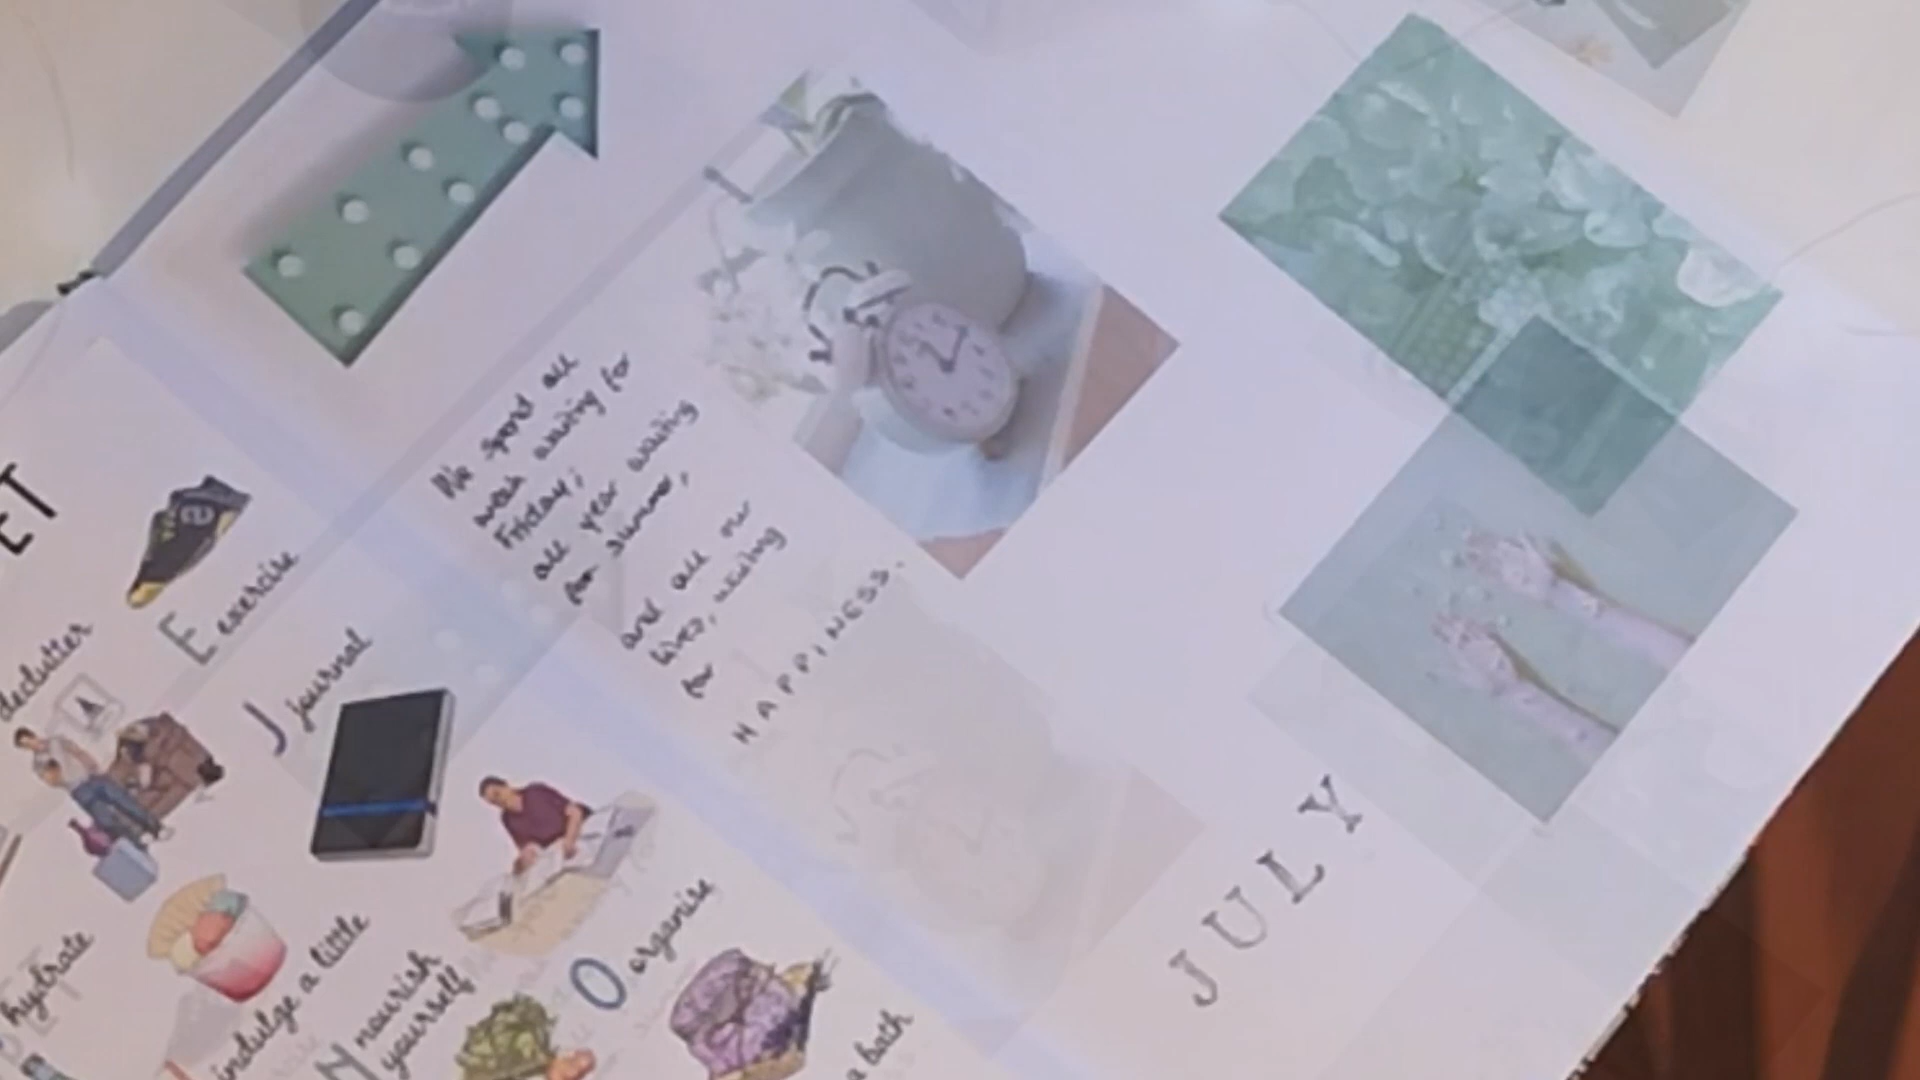 ET
declutter
E exercise
J journal
hydrate
indulge a little
N nourish
yourself
O organise
a bath
We spend all
week waiting for
Friday;
all year waiting
for summer,
and all our
lives, waiting
for
HAPPINESS.
JULY